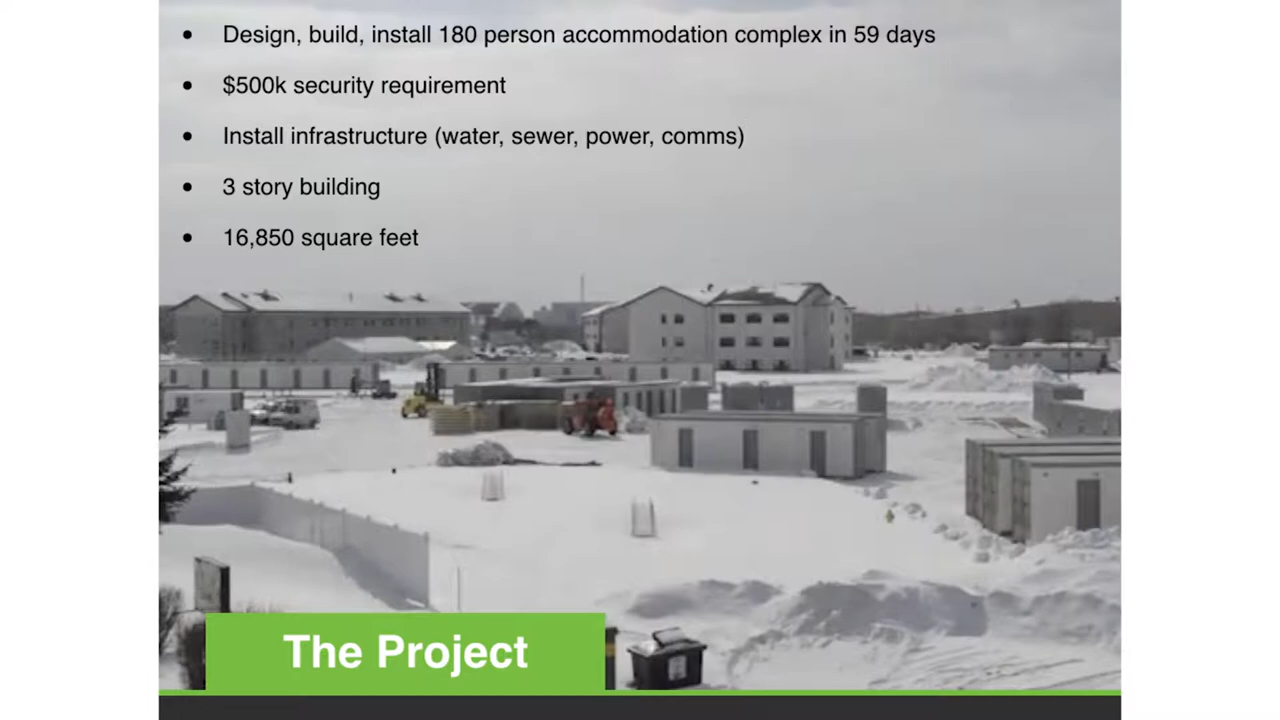 • Design, build, install 180 person accommodation complex in 59 days
• $500k security requirement
• Install infrastructure (water, sewer, power, comms)
• 3 story building
• 16,850 square feet
The Project